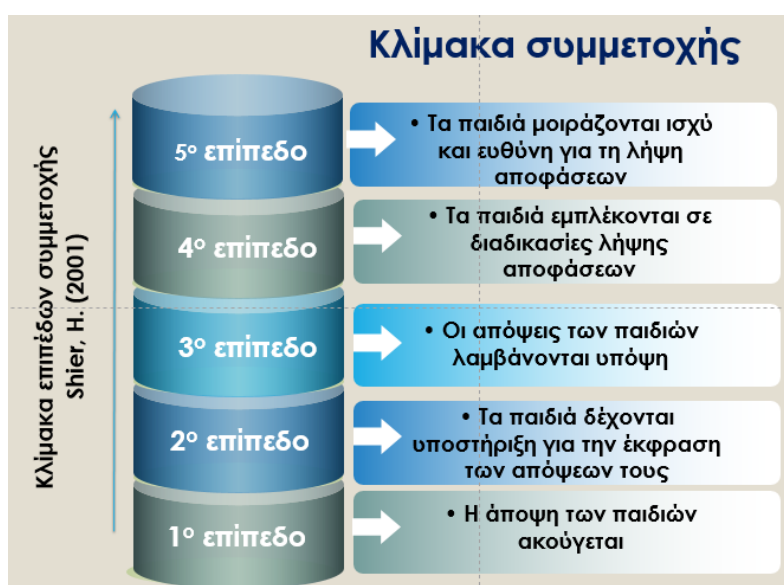 Κλίμακα συμμετοχής
Κλίμακα επιπέδων συμμετοχής
Shier, H. (2001)
5ο επίπεδο
• Τα παιδιά μοιράζονται ισχύ
και ευθύνη για τη λήψη
αποφάσεων
4ο επίπεδο
• Τα παιδιά εμπλέκονται σε
διαδικασίες λήψης
αποφάσεων
3ο επίπεδο
• Οι απόψεις των παιδιών
λαμβάνονται υπόψη
2ο επίπεδο
• Τα παιδιά δέχονται
υποστήριξη για την έκφραση
των απόψεων τους
1ο επίπεδο
• Η άποψη των παιδιών
ακούγεται